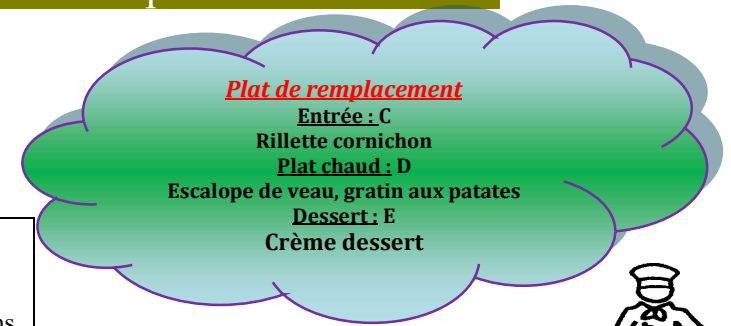 Plat de remplacement
Entrée : C
Rillette cornichon
Plat chaud : D
Escalope de veau, gratin aux patates
Dessert : E
Crème dessert